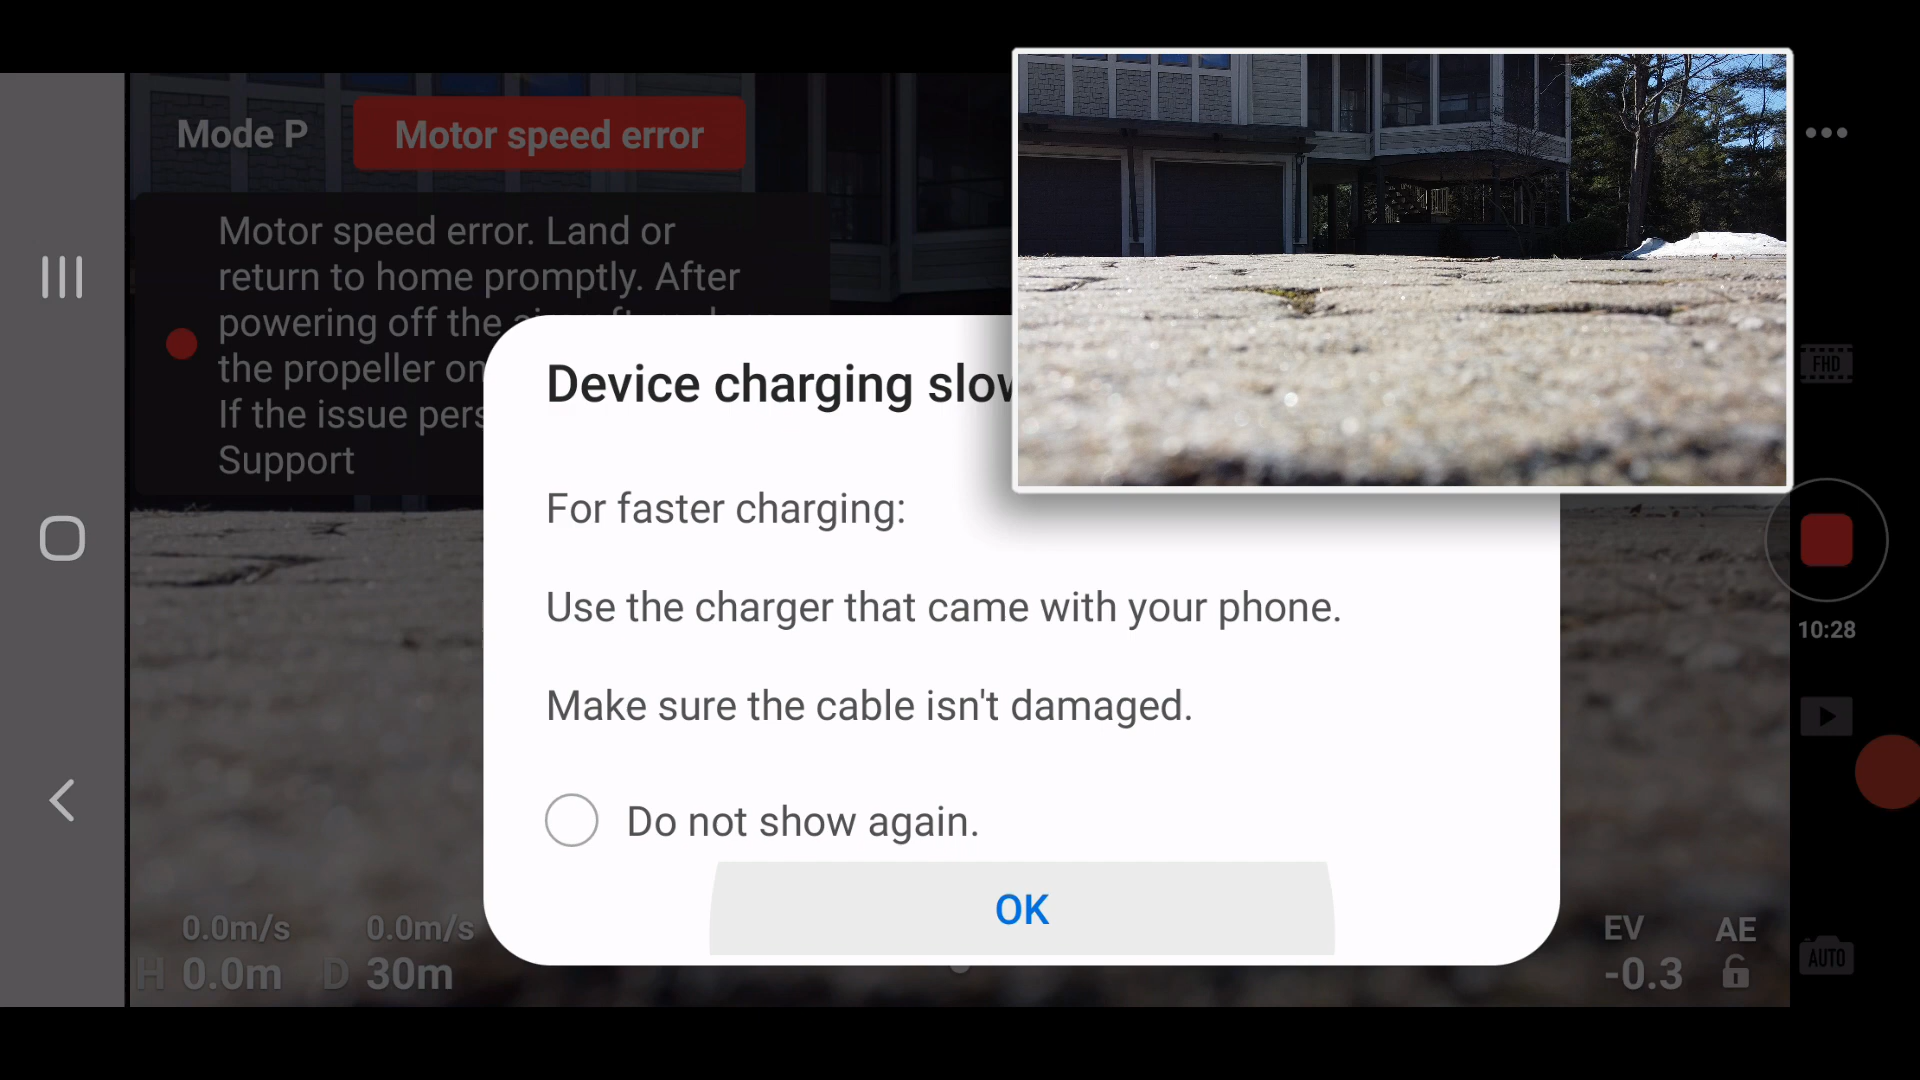 Mode P
Motor speed error
Motor speed error. Land or
return to home promptly. After
powering off the
the propeller on
If the issue
Support
Device charging
For faster charging:
Use the charger that came with your phone.
Make sure the cable isn't damaged.
Do not show again.
OK
0.0m/s 0.0m/s
H 0.0m D 30m
FHD
10:28
EV AE
-0.3
AUTO